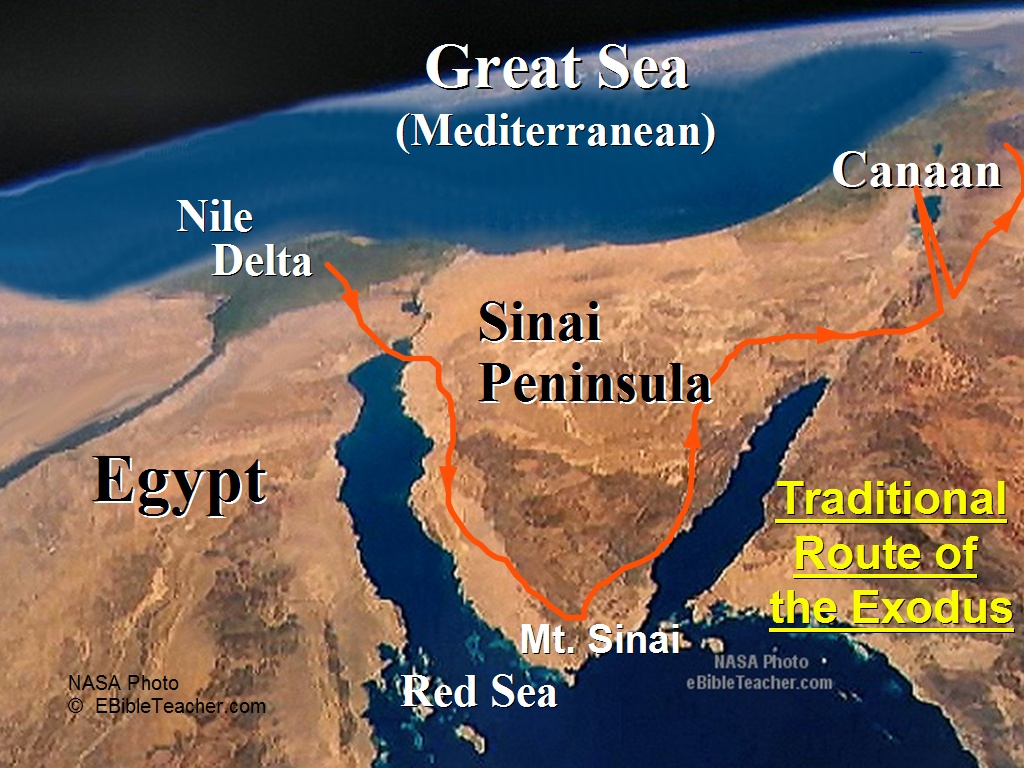 Great Sea
(Mediterranean)
Canaan
Nile
Delta
Sinai
Peninsula
Egypt
Traditional
Route of
the Exodus
Mt. Sinai
NASA Photo
eBibleTeacher.com
Red Sea
NASA Photo
© EBibleTeacher.com